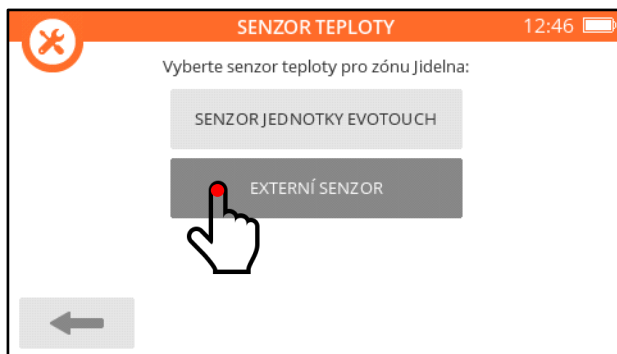 SENZOR TEPLOTY 12:46
Vyberte senzor teploty pro zónu Jidelna:
SENZOR JEDNOTKY EVOTOUCH
EXTERNÍ SENZOR